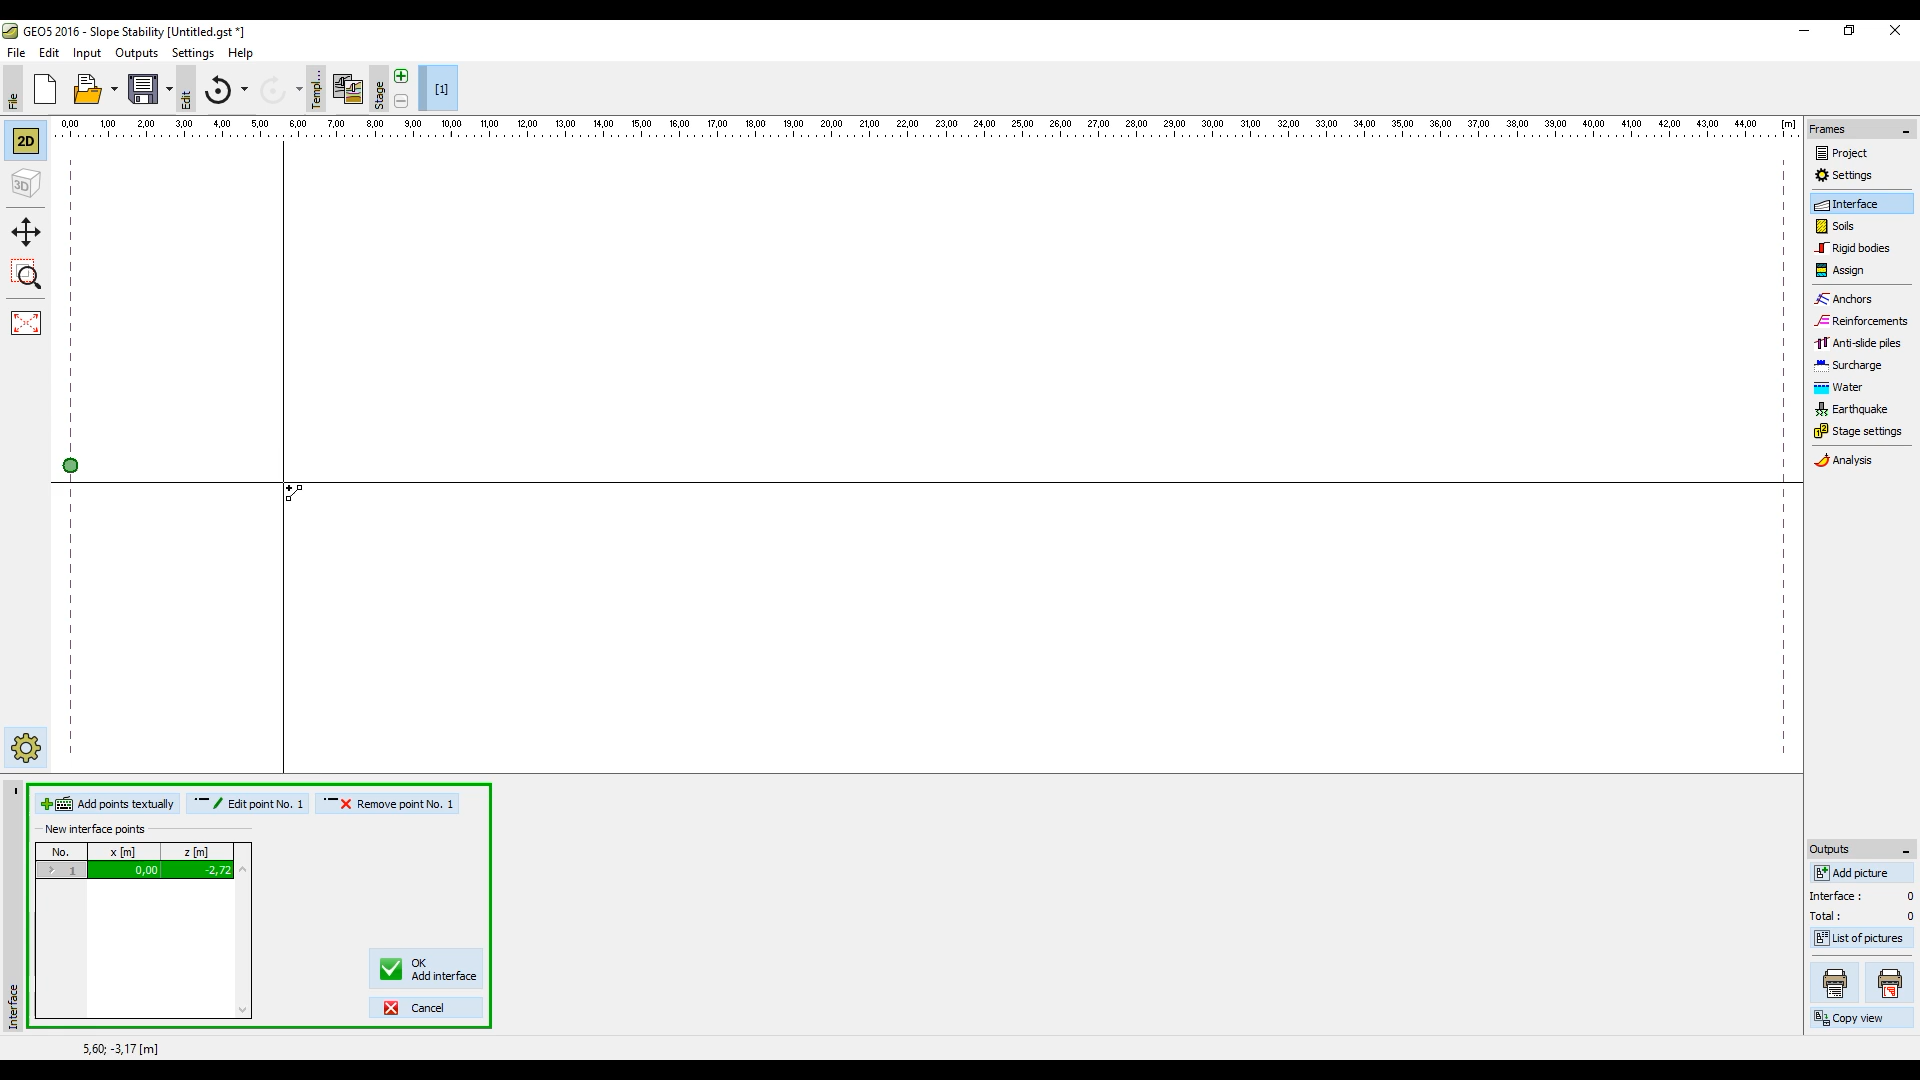 GEO5 2016 - Slope Stability [Untitled.gst *]
File Edit Input Outputs Settings Help
File
Edit
Templ...
Stage
[1]
2D
0,00 1,00 2,00 3,00 4,00 5,00 6,00 7,00 8,00 9,00 10,00 11,00 12,00 13,00 14,00 15,00 16,00 17,00 18,00 19,00 20,00 21,00 22,00 23,00 24,00 25,00 26,00 27,00 28,00 29,00 30,00 31,00 32,00 33,00 34,00 35,00 36,00 37,00 38,00 39,00 40,00 41,00 42,00 43,00 44,00 [m]
3D
Frames
Project
Settings
Interface
Soils
Rigid bodies
Assign
Anchors
Reinforcements
Anti-slide piles
Surcharge
Water
Earthquake
Stage settings
Analysis
Interface
Add points textually
Edit point No. 1
Remove point No. 1
New interface points
No. x [m] z [m]
1 0,00 -2,72
OK
Add interface
Cancel
Outputs
Add picture
Interface : 0
Total : 0
List of pictures
Copy view
5,60; -3,17 [m]